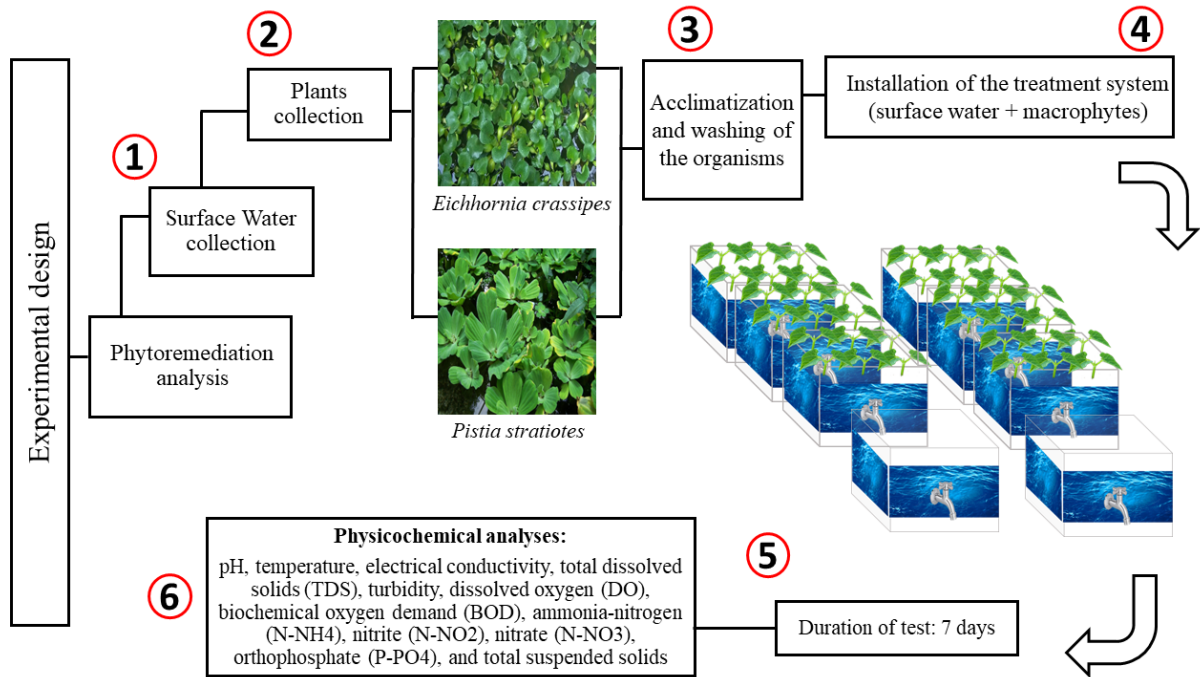 Experimental design
Phytoremediation
analysis
1
Surface Water
collection
2
Plants
collection
Eichhornia crassipes
Pistia stratiotes
3
Acclimatization
and washing of
the organisms
4
Installation of the treatment system
(surface water + macrophytes)
5
Duration of test: 7 days
6
Physicochemical analyses:
pH, temperature, electrical conductivity, total dissolved
solids (TDS), turbidity, dissolved oxygen (DO),
biochemical oxygen demand (BOD), ammonia-nitrogen
(N-NH4), nitrite (N-NO2), nitrate (N-NO3),
orthophosphate (P-PO4), and total suspended solids